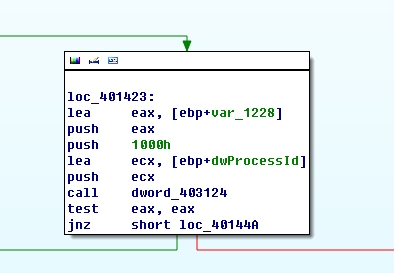 loc_401423:
lea eax, [ebp+var_1228]
push eax
push 1000h
lea ecx, [ebp+dwProcessId]
push ecx
call dword_403124
test eax, eax
jnz short loc_40144A